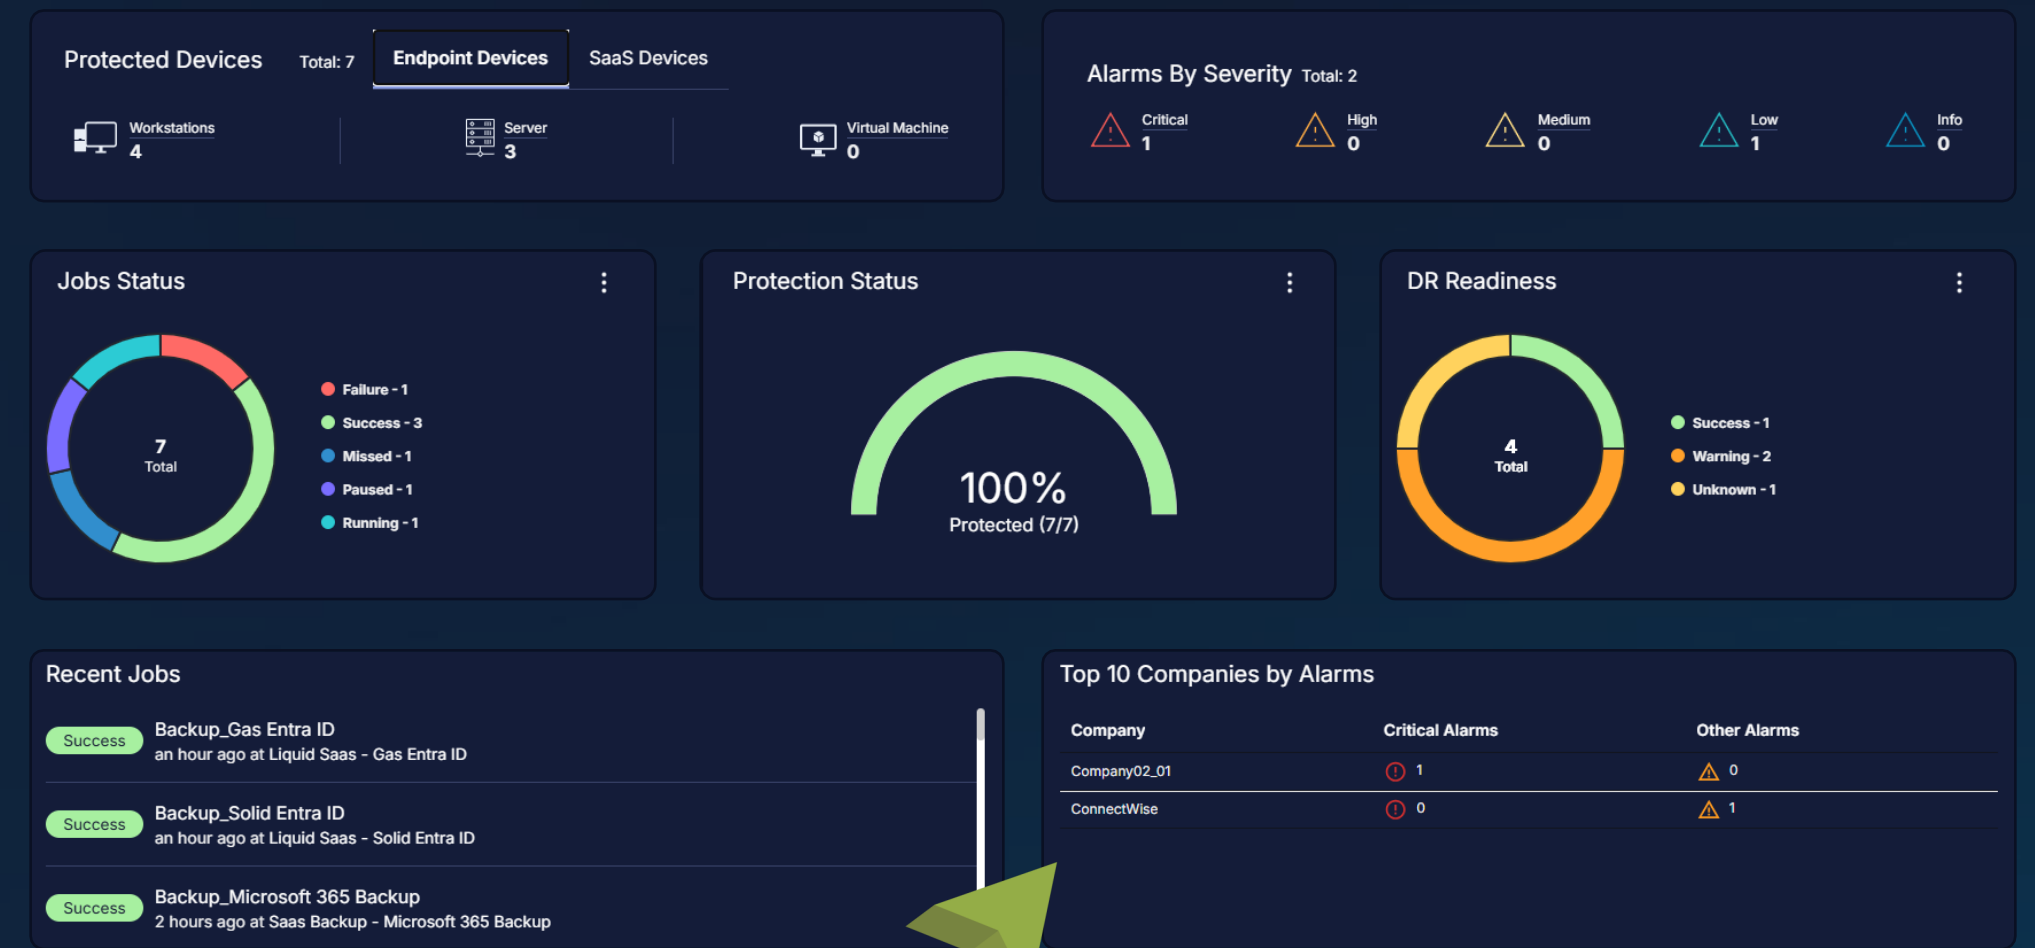 Protected Devices Total: 7 Endpoint Devices SaaS Devices
Workstations
4
Server
3
Virtual Machine
0
Alarms By Severity Total: 2
Critical
1
High
0
Medium
0
Low
1
Info
0
Jobs Status
7
Total
Failure - 1
Success - 3
Missed - 1
Paused - 1
Running - 1
Protection Status
100%
Protected (7/7)
DR Readiness
4
Total
Success - 1
Warning - 2
Unknown - 1
Recent Jobs
Success
Backup_Gas Entra ID
an hour ago at Liquid Saas - Gas Entra ID
Success
Backup_Solid Entra ID
an hour ago at Liquid Saas - Solid Entra ID
Success
Backup_Microsoft 365 Backup
2 hours ago at Saas Backup - Microsoft 365 Backup
Top 10 Companies by Alarms
Company Critical Alarms Other Alarms
Company02_01 1 0
ConnectWise 0 1